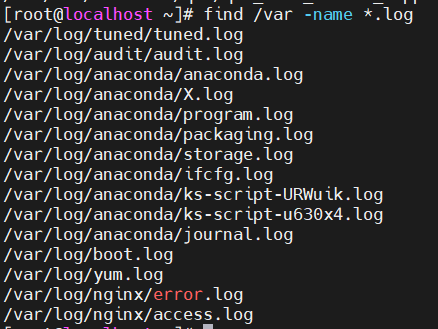 [root@localhost ~]# find /var -name *.log
/var/log/tuned/tuned.log
/var/log/audit/audit.log
/var/log/anaconda/anaconda.log
/var/log/anaconda/X.log
/var/log/anaconda/program.log
/var/log/anaconda/packaging.log
/var/log/anaconda/storage.log
/var/log/anaconda/ifcfg.log
/var/log/anaconda/ks-script-URWuik.log
/var/log/anaconda/ks-script-u630x4.log
/var/log/anaconda/journal.log
/var/log/boot.log
/var/log/yum.log
/var/log/nginx/error.log
/var/log/nginx/access.log